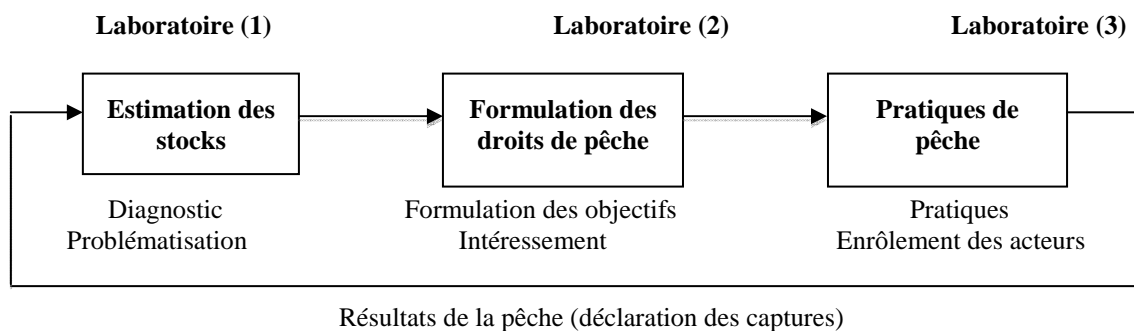 Laboratoire (1)
Laboratoire (2)
Laboratoire (3)
Estimation des
stocks
Formulation des
droits de pêche
Pratiques de
pêche
Diagnostic
Problématisation
Formulation des objectifs
Intéressement
Pratiques
Enrôlement des acteurs
Résultats de la pêche (déclaration des captures)